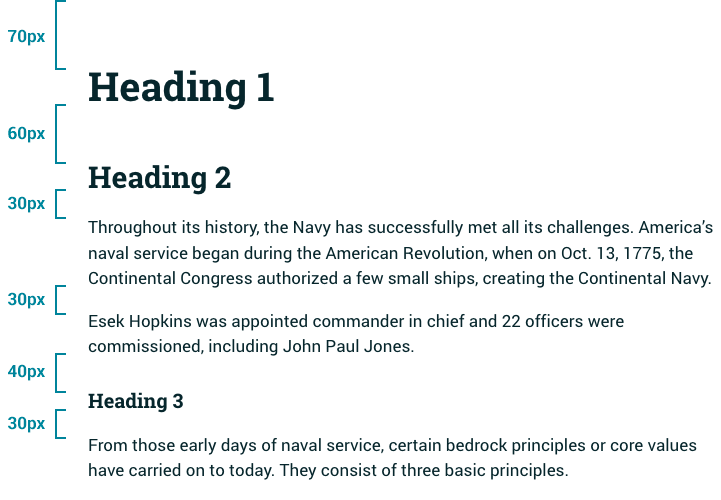 70px
Heading 1
60px
Heading 2
30px
Throughout its history, the Navy has successfully met all its challenges. America’s
naval service began during the American Revolution, when on Oct. 13, 1775, the
Continental Congress authorized a few small ships, creating the Continental Navy.
30px
Esek Hopkins was appointed commander in chief and 22 officers were
commissioned, including John Paul Jones.
40px
Heading 3
30px
From those early days of naval service, certain bedrock principles or core values
have carried on to today. They consist of three basic principles.